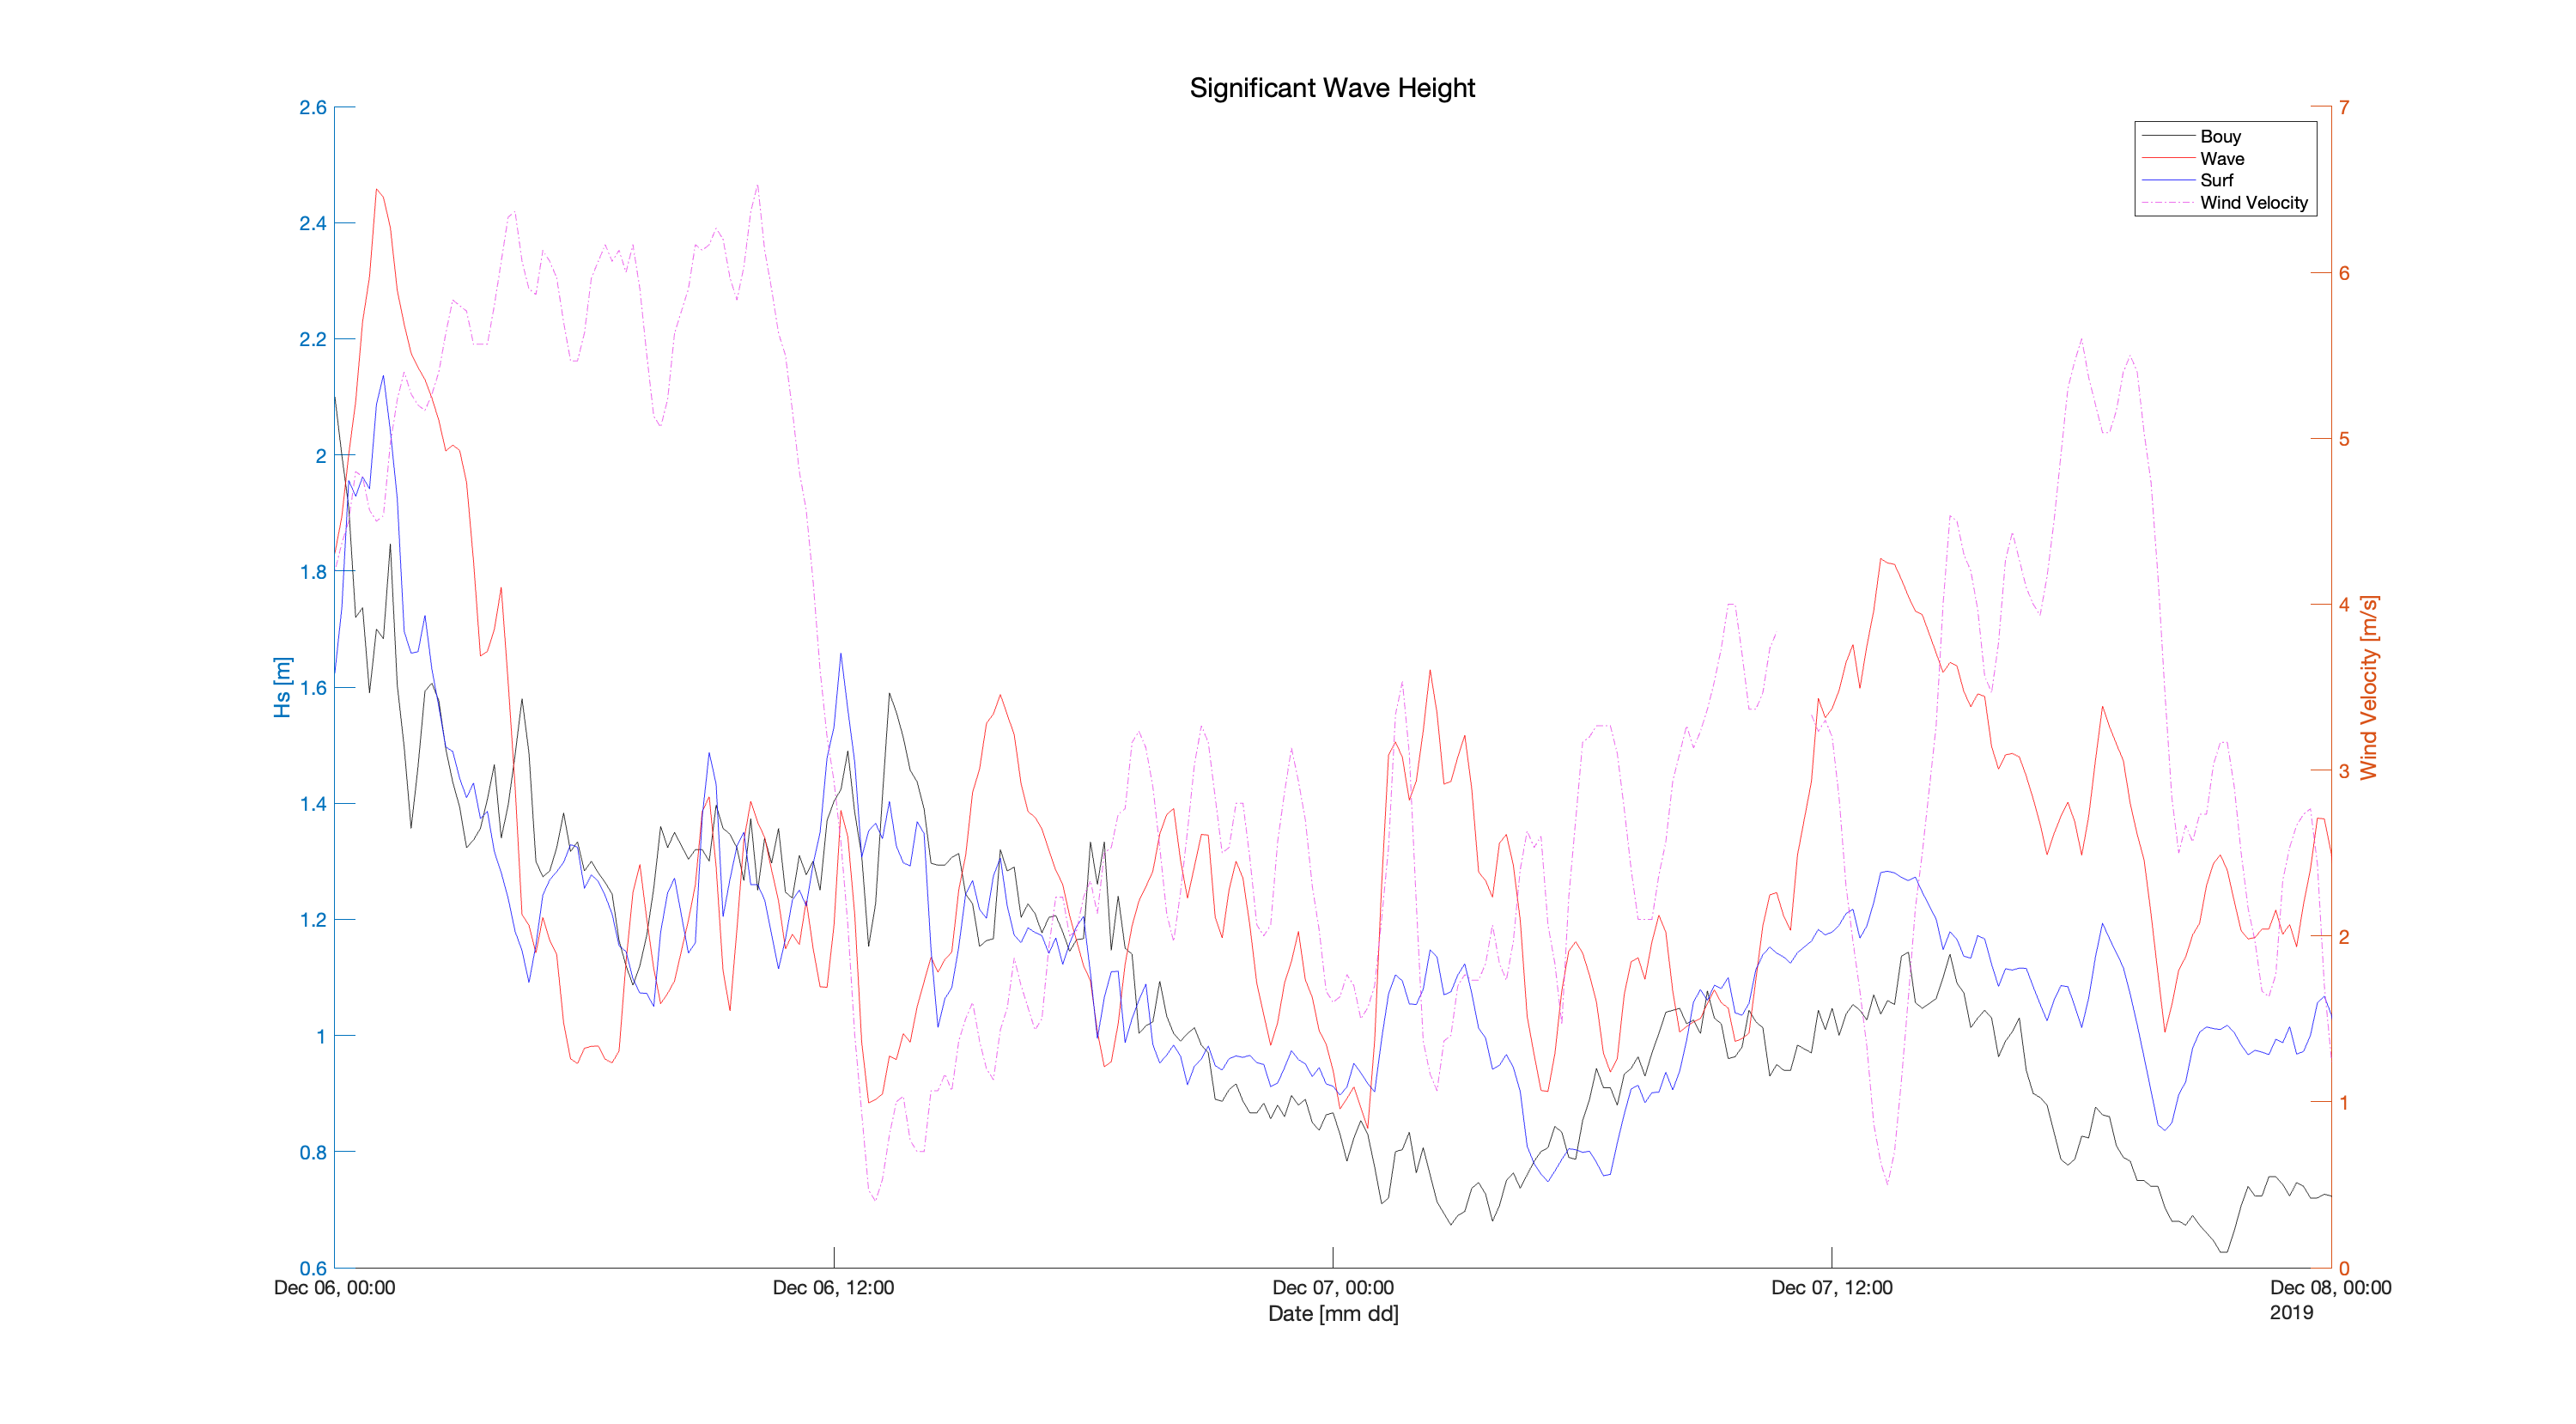 Significant Wave Height
2.6
2.4
2.2
2
1.8
1.6
1.4
1.2
1
0.8
0.6
Hs [m]
7
6
5
4
3
2
1
0
Wind Velocity [m/s]
Bouy
Wave
Surf
Wind Velocity
Dec 06, 00:00
Dec 06, 12:00
Dec 07, 00:00
Dec 07, 12:00
Dec 08, 00:00
2019
Date [mm dd]